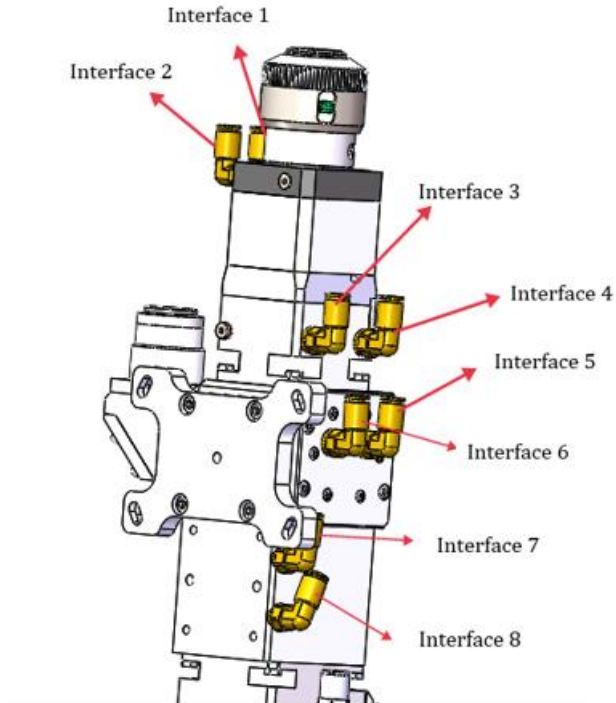 Interface 1
Interface 2
Interface 3
Interface 4
Interface 5
Interface 6
Interface 7
Interface 8